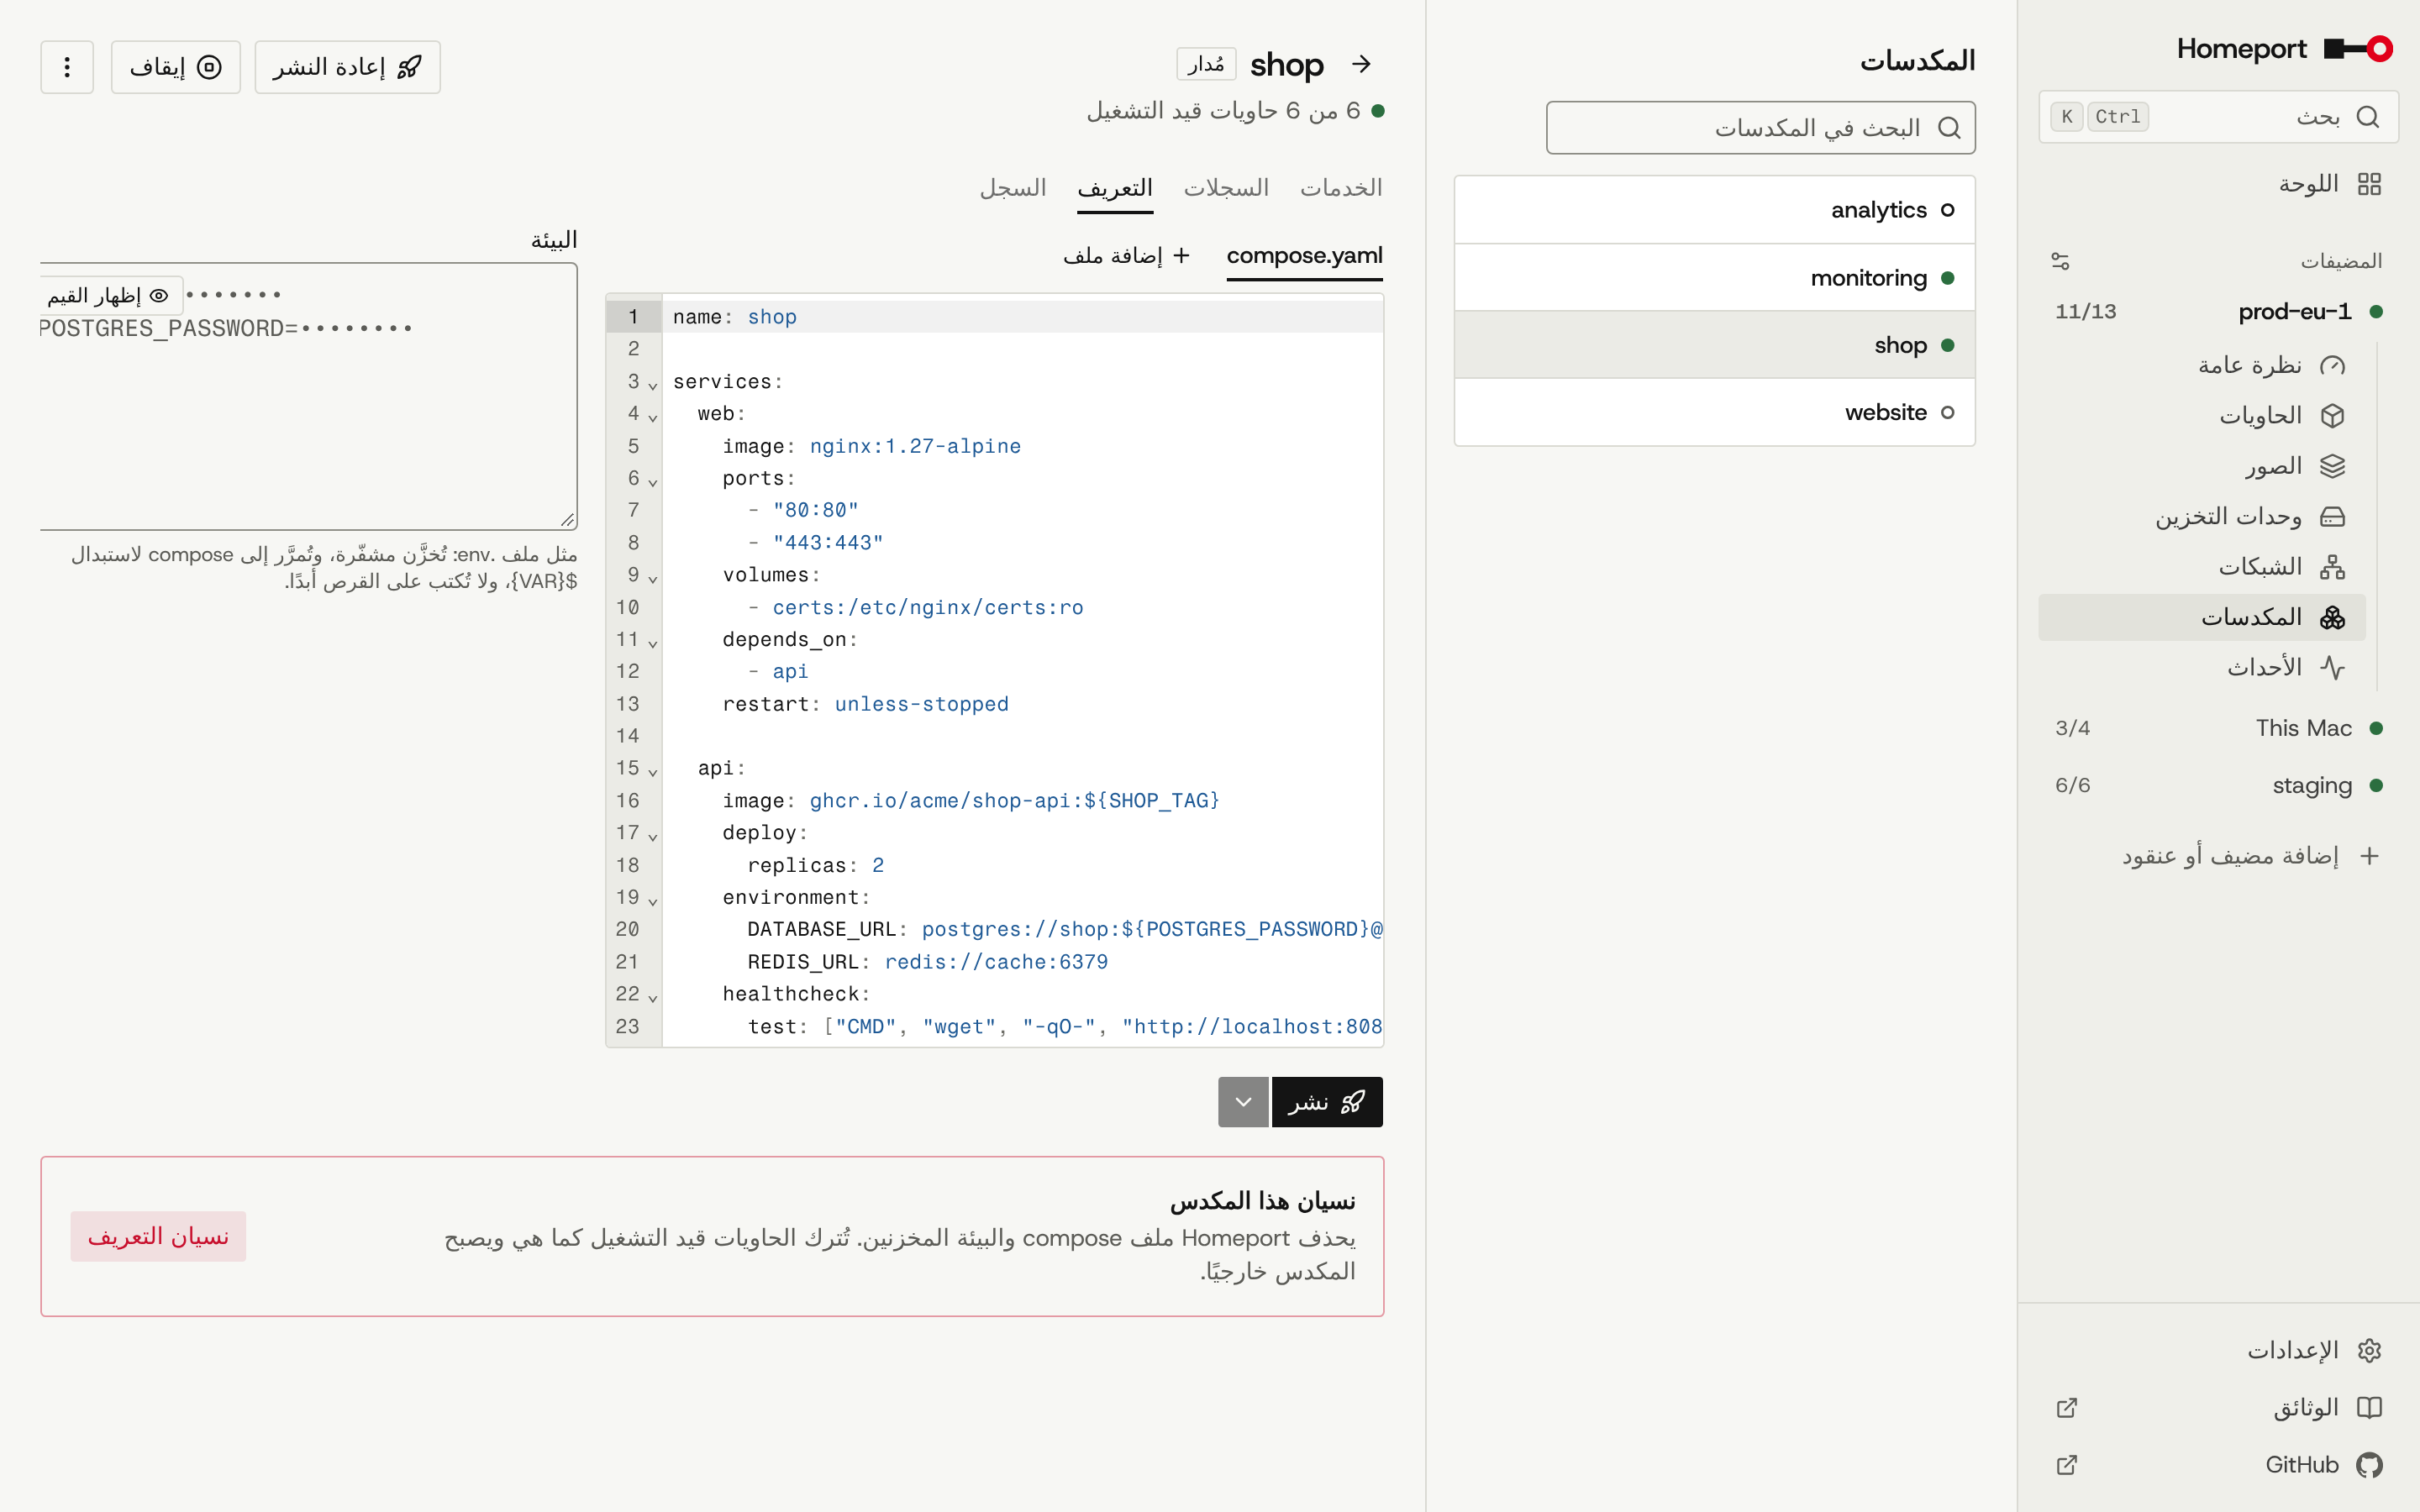 Homeport
بحث
Ctrl K
اللوحة
المضيفات
prod-eu-1
11/13
نظرة عامة
الحاويات
الصور
وحدات التخزين
الشبكات
المكدسات
الأحداث
This Mac
3/4
staging
6/6
إضافة مضيف أو عنقود
الإعدادات
الوثائق
GitHub
المكدسات
البحث في المكدسات
analytics
monitoring
shop
website
shop مُدار
6 من 6 حاويات قيد التشغيل
إعادة النشر
إيقاف
الخدمات
السجلات
التعريف
السجل
compose.yaml
إضافة ملف
1 name: shop
2
3 services:
4   web:
5     image: nginx:1.27-alpine
6     ports:
7       - "80:80"
8       - "443:443"
9     volumes:
10       - certs:/etc/nginx/certs:ro
11     depends_on:
12       - api
13     restart: unless-stopped
14
15   api:
16     image: ghcr.io/acme/shop-api:${SHOP_TAG}
17     deploy:
18       replicas: 2
19     environment:
20       DATABASE_URL: postgres://shop:${POSTGRES_PASSWORD}@
21       REDIS_URL: redis://cache:6379
22     healthcheck:
23       test: ["CMD", "wget", "-qO-", "http://localhost:808
البيئة
إظهار القيم
•••••••
POSTGRES_PASSWORD=••••••••
مثل ملف .env: تُخزَّن مشفّرة، وتُمرَّر إلى compose لاستبدال
${VAR}، ولا تُكتب على القرص أبدًا.
نشر
نسيان هذا المكدس
يحذف Homeport ملف compose والبيئة المخزنين. تُترك الحاويات قيد التشغيل كما هي ويصبح
المكدس خارجيًا.
نسيان التعريف